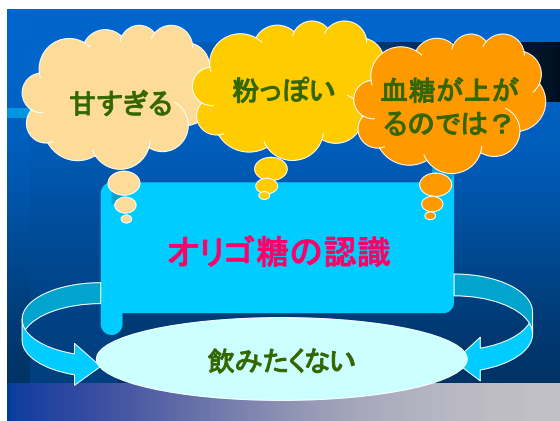 甘すぎる
粉っぽい
血糖が上が
るのでは？
オリゴ糖の認識
飲みたくない